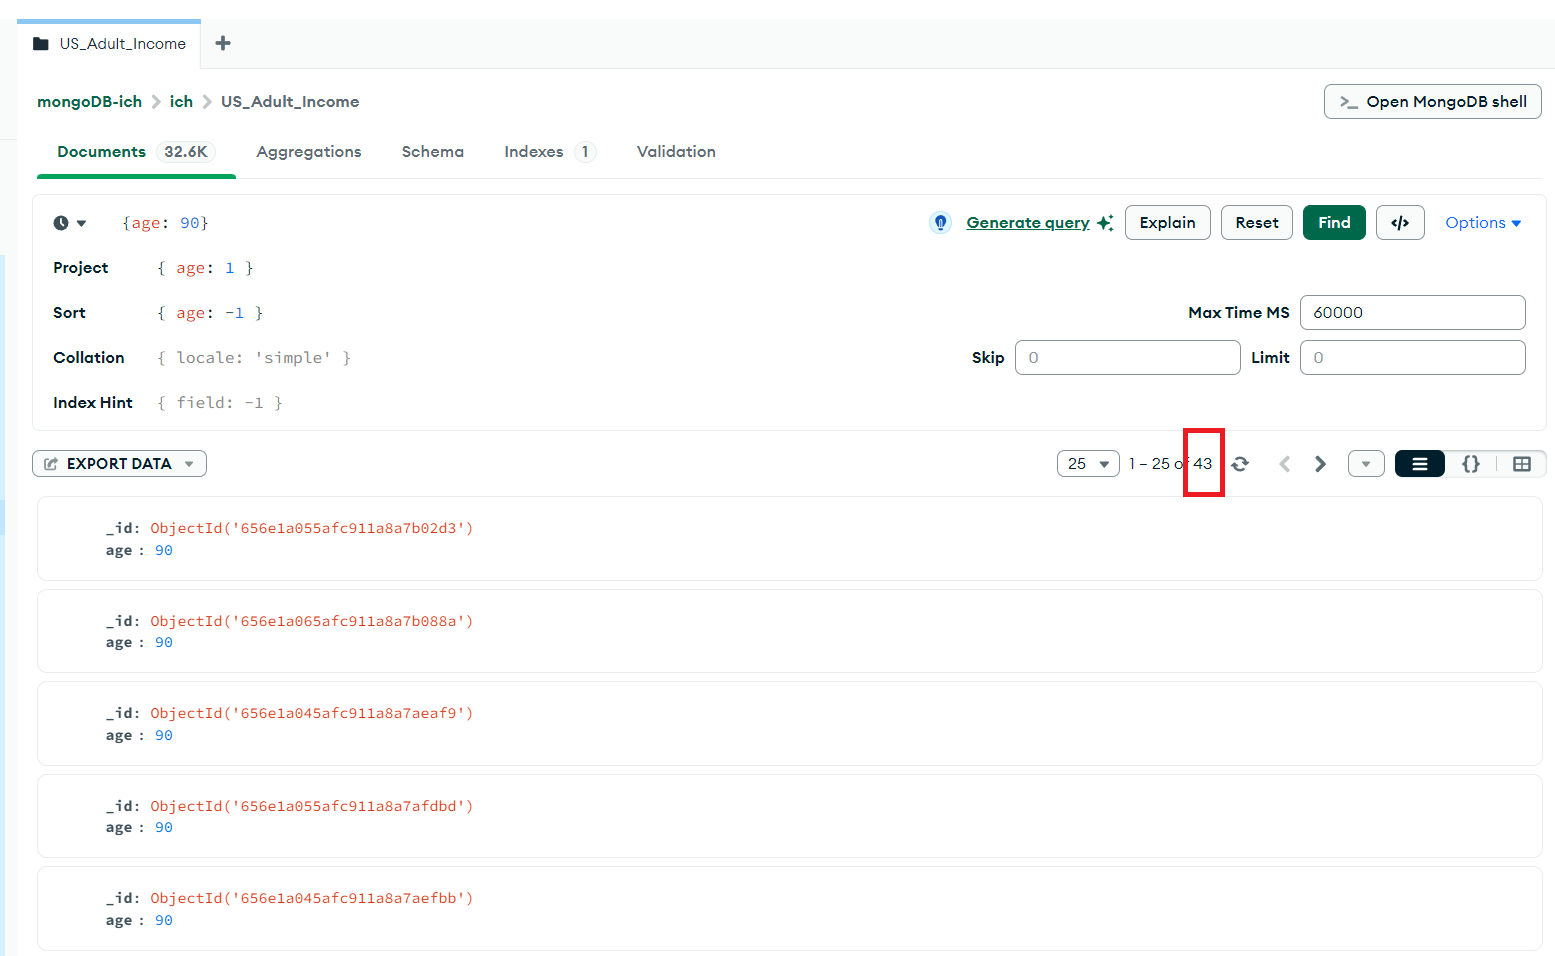 US_Adult_Income
mongoDB-ich > ich > US_Adult_Income
>_ Open MongoDB shell
Documents 32.6K Aggregations Schema Indexes 1 Validation
{age: 90}
Generate query Explain Reset Find </> Options
Project { age: 1 }
Sort { age: -1 }
Max Time MS 60000
Collation { locale: 'simple' }
Skip 0 Limit 0
Index Hint { field: -1 }
EXPORT DATA
25 1 – 25 of 43 {}
_id: ObjectId('656e1a055afc911a8a7b02d3')
age : 90
_id: ObjectId('656e1a065afc911a8a7b088a')
age : 90
_id: ObjectId('656e1a045afc911a8a7aeaf9')
age : 90
_id: ObjectId('656e1a055afc911a8a7afdbd')
age : 90
_id: ObjectId('656e1a045afc911a8a7aefbb')
age : 90